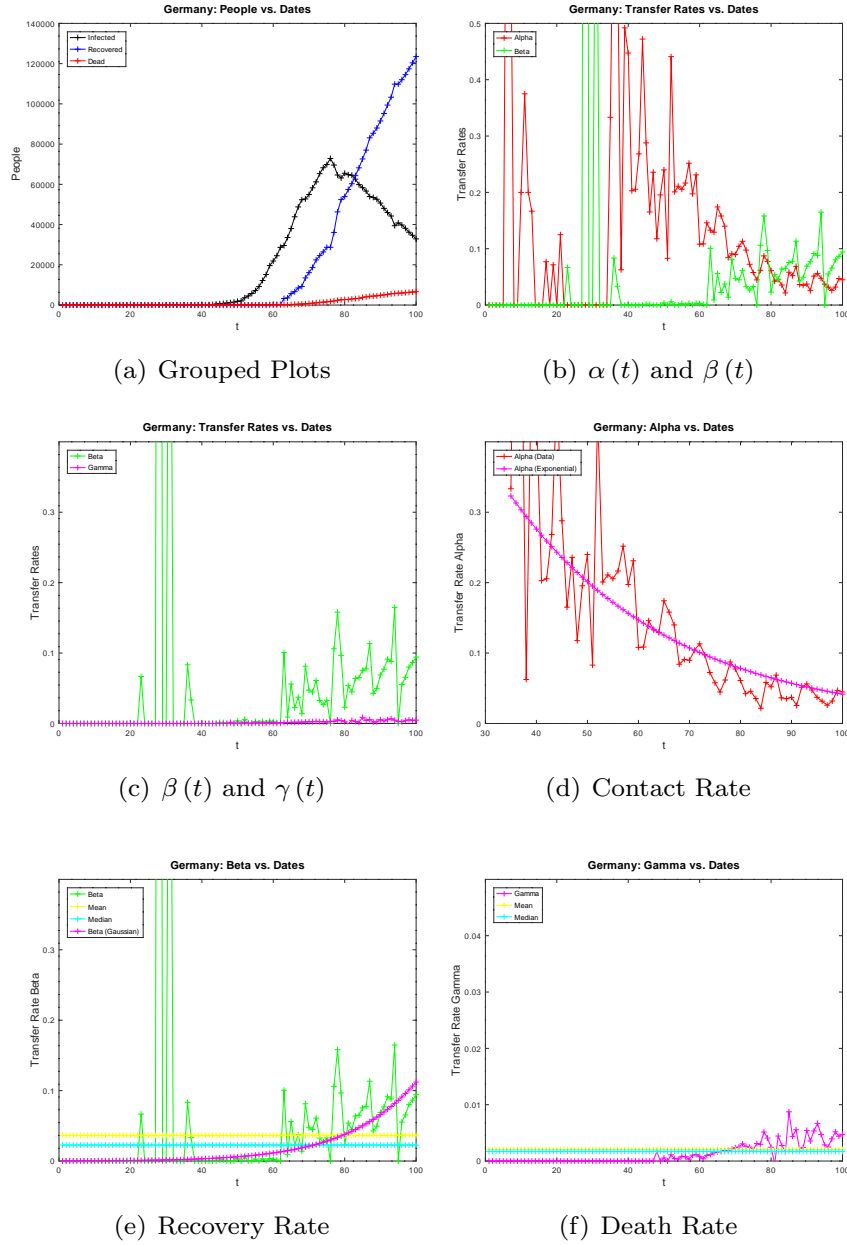 Germany: People vs. Dates
140000
120000
100000
80000
60000
40000
20000
0
People
Infected
Recovered
Dead
0 20 40 60 80 100
t
(a) Grouped Plots
Germany: Transfer Rates vs. Dates
0.5
0.4
0.3
0.2
0.1
0
Transfer Rates
Alpha
Beta
0 20 40 60 80 100
t
(b) α (t) and β (t)
Germany: Transfer Rates vs. Dates
0.3
0.2
0.1
0
Transfer Rates
Beta
Gamma
0 20 40 60 80 100
t
(c) β (t) and γ (t)
Germany: Alpha vs. Dates
0.3
0.2
0.1
0
Transfer Rate Alpha
Alpha (Data)
Alpha (Exponential)
30 40 50 60 70 80 90 100
t
(d) Contact Rate
Germany: Beta vs. Dates
0.3
0.2
0.1
0
Transfer Rate Beta
Beta
Mean
Median
Beta (Gaussian)
0 20 40 60 80 100
t
(e) Recovery Rate
Germany: Gamma vs. Dates
0.04
0.03
0.02
0.01
0
Transfer Rate Gamma
Gamma
Mean
Median
0 20 40 60 80 100
t
(f) Death Rate